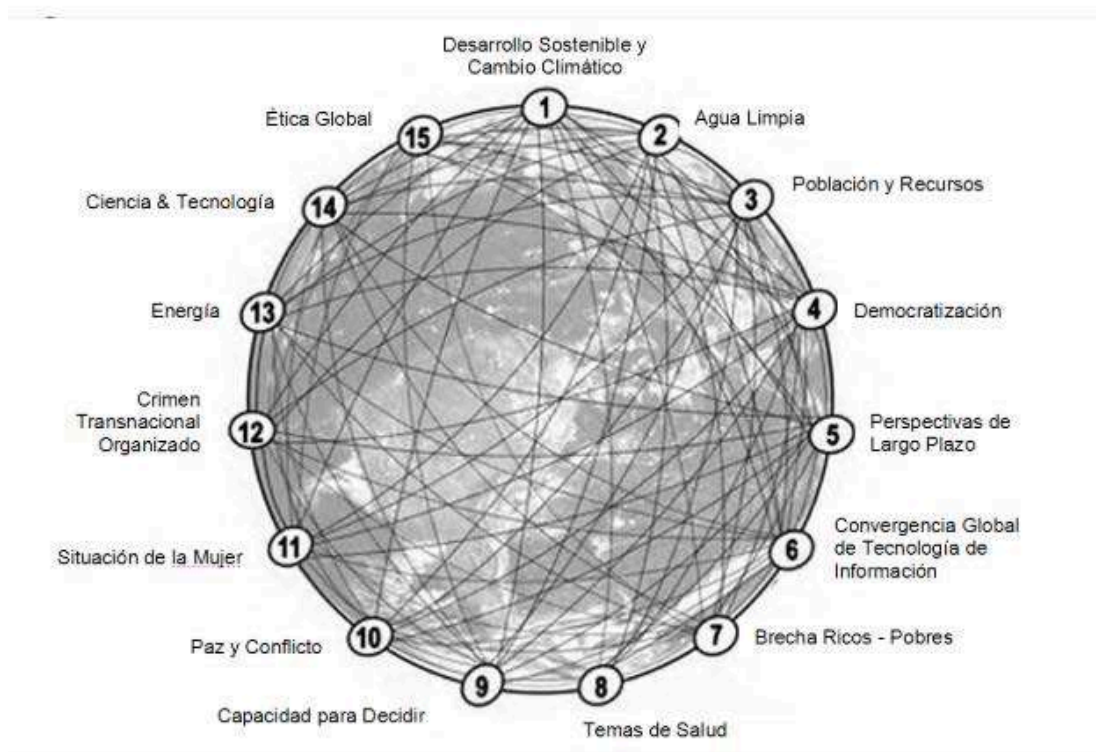 Desarrollo Sostenible y
Cambio Climático
1
Ética Global
15
2
Agua Limpia
Ciencia & Tecnología
14
3
Población y Recursos
Energía
13
4
Democratización
Crimen
Transnacional
Organizado
12
5
Perspectivas de
Largo Plazo
Situación de la Mujer
11
6
Convergencia Global
de Tecnología de
Información
Paz y Conflicto
10
7
Brecha Ricos - Pobres
Capacidad para Decidir
9
8
Temas de Salud